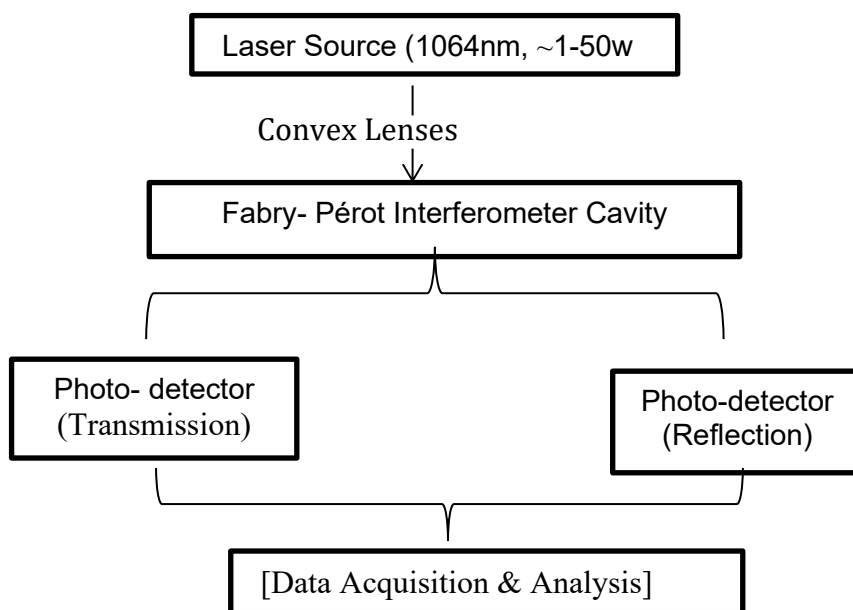 Laser Source (1064nm, ~1-50w
Convex Lenses
Fabry- Pérot Interferometer Cavity
Photo- detector
(Transmission)
Photo-detector
(Reflection)
[Data Acquisition & Analysis]